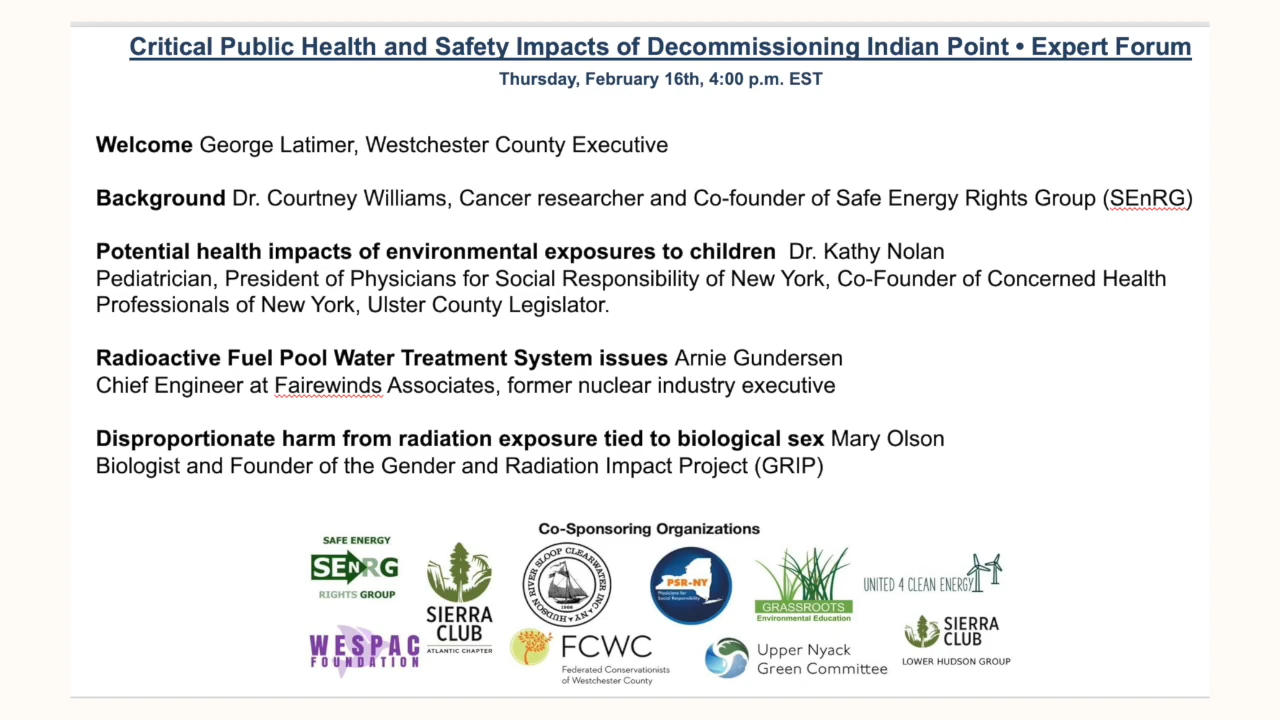 Critical Public Health and Safety Impacts of Decommissioning Indian Point • Expert Forum
Thursday, February 16th, 4:00 p.m. EST
Welcome George Latimer, Westchester County Executive
Background Dr. Courtney Williams, Cancer researcher and Co-founder of Safe Energy Rights Group (SEnRG)
Potential health impacts of environmental exposures to children Dr. Kathy Nolan
Pediatrician, President of Physicians for Social Responsibility of New York, Co-Founder of Concerned Health
Professionals of New York, Ulster County Legislator.
Radioactive Fuel Pool Water Treatment System issues Arnie Gundersen
Chief Engineer at Fairewinds Associates, former nuclear industry executive
Disproportionate harm from radiation exposure tied to biological sex Mary Olson
Biologist and Founder of the Gender and Radiation Impact Project (GRIP)
Co-Sponsoring Organizations
SAFE ENERGY
SENRG
RIGHTS GROUP
SIERRA
CLUB
ATLANTIC CHAPTER
HUDSON RIVER SLOOP CLEARWATER INC.
NY
1966
PSR-NY
Physicians for
Social Responsibility
GRASSROOTS
Environmental Education
UNITED 4 CLEAN ENERGY
WESPAC
FOUNDATION
FCWC
Federated Conservationists
of Westchester County
Upper Nyack
Green Committee
SIERRA
CLUB
LOWER HUDSON GROUP